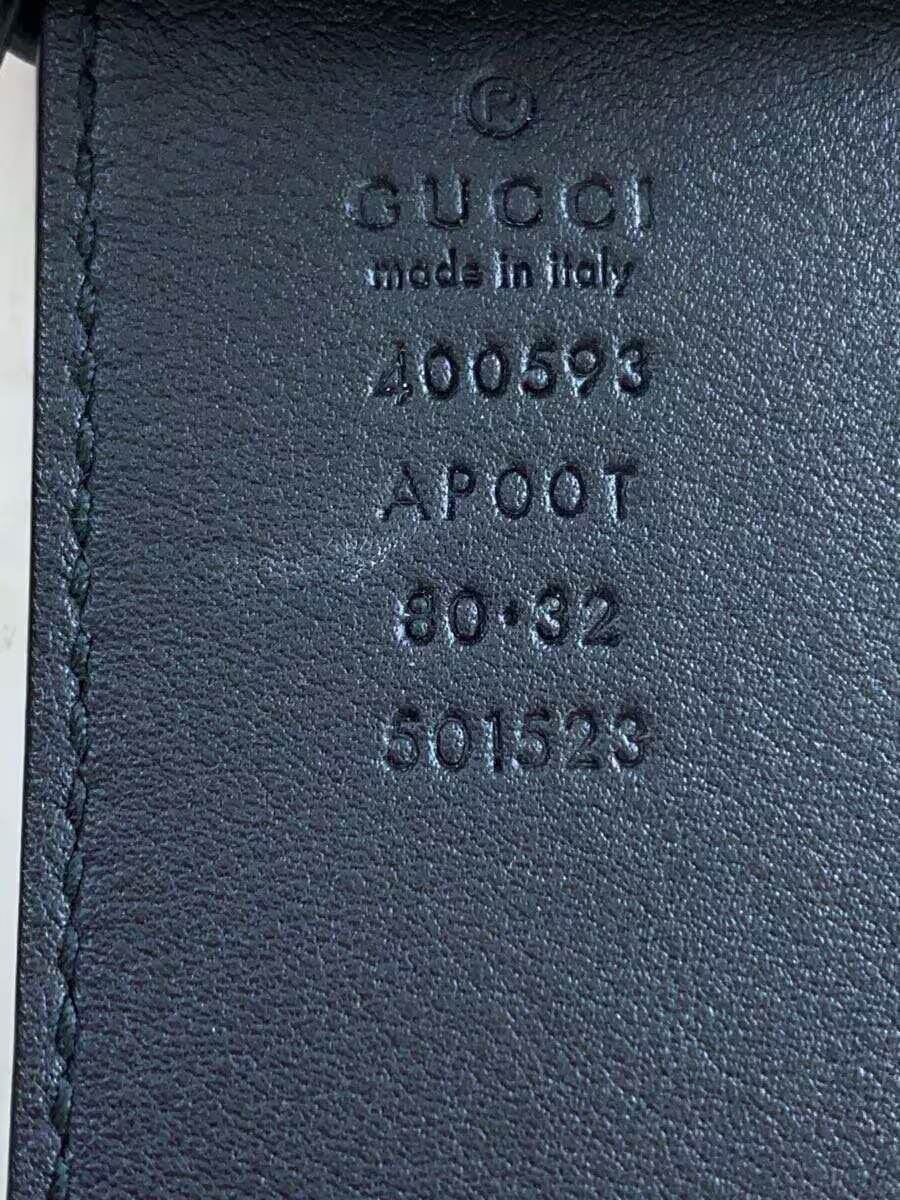 ®
GUCCI
made in italy
400593
AP00T
80·32
501523